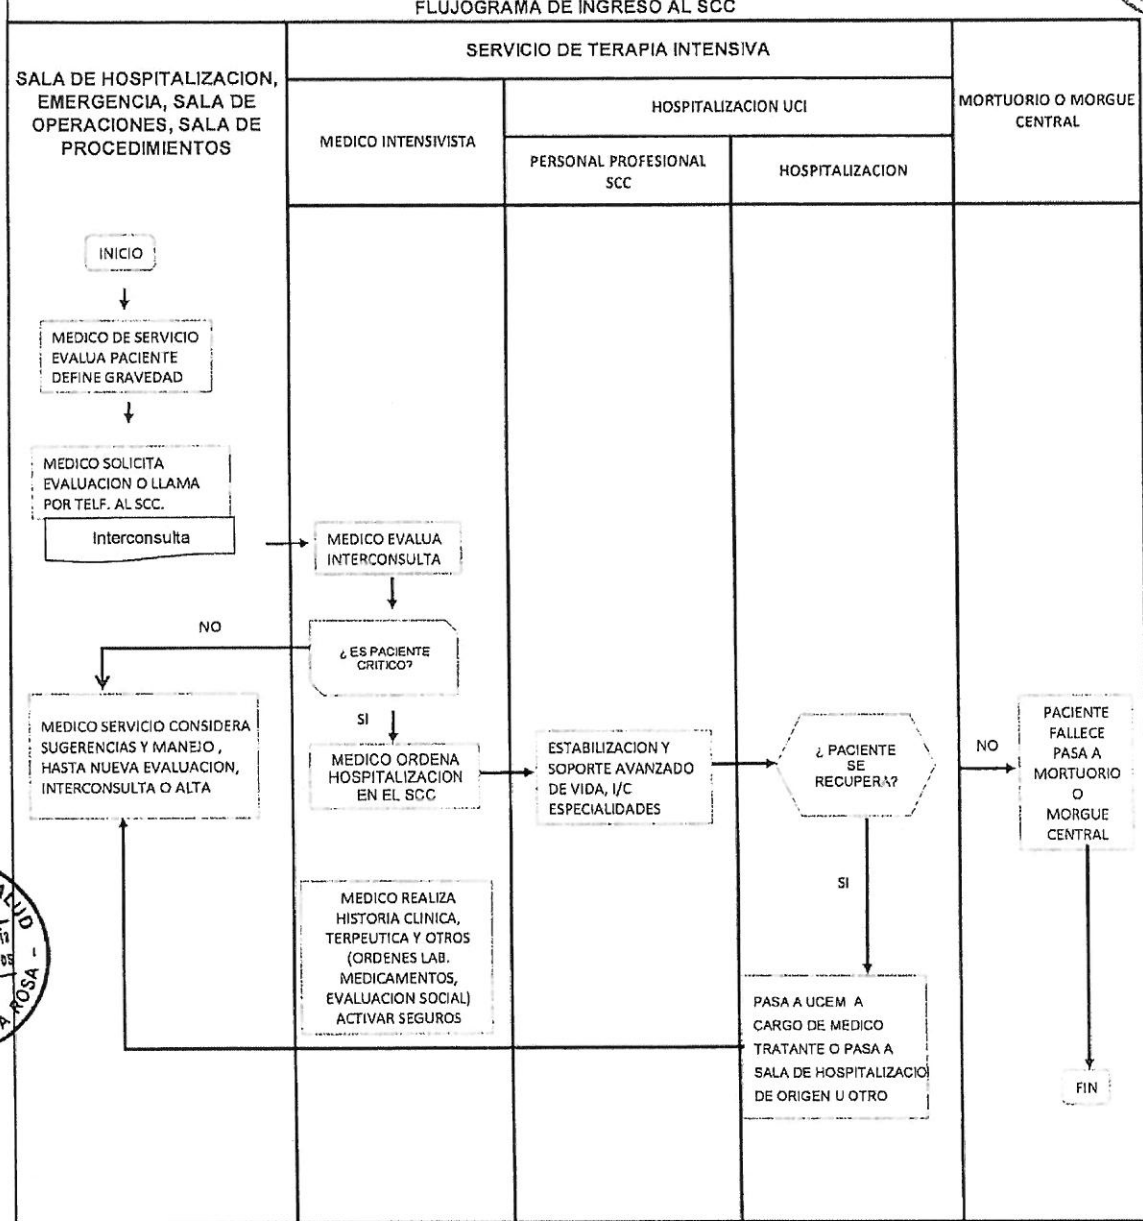 FLUJOGRAMA DE INGRESO AL SCC
SALA DE HOSPITALIZACION,
EMERGENCIA, SALA DE
OPERACIONES, SALA DE
PROCEDIMIENTOS
SERVICIO DE TERAPIA INTENSIVA
MEDICO INTENSIVISTA
HOSPITALIZACION UCI
PERSONAL PROFESIONAL
SCC
HOSPITALIZACION
MORTUORIO O MORGUE
CENTRAL
INICIO
MEDICO DE SERVICIO
EVALUA PACIENTE
DEFINE GRAVEDAD
MEDICO SOLICITA
EVALUACION O LLAMA
POR TELF. AL SCC.
Interconsulta
MEDICO EVALUA
INTERCONSULTA
¿ ES PACIENTE
CRITICO?
NO
MEDICO SERVICIO CONSIDERA
SUGERENCIAS Y MANEJO ,
HASTA NUEVA EVALUACION,
INTERCONSULTA O ALTA
SI
MEDICO ORDENA
HOSPITALIZACION
EN EL SCC
ESTABILIZACION Y
SOPORTE AVANZADO
DE VIDA, I/C
ESPECIALIDADES
¿ PACIENTE
SE
RECUPERA?
NO
PACIENTE
FALLECE
PASA A
MORTUORIO
O
MORGUE
CENTRAL
SI
MEDICO REALIZA
HISTORIA CLINICA,
TERPEUTICA Y OTROS
(ORDENES LAB.
MEDICAMENTOS,
EVALUACION SOCIAL)
ACTIVAR SEGUROS
PASA A UCEM A
CARGO DE MEDICO
TRATANTE O PASA A
SALA DE HOSPITALIZACIO
DE ORIGEN U OTRO
FIN
ROSA -